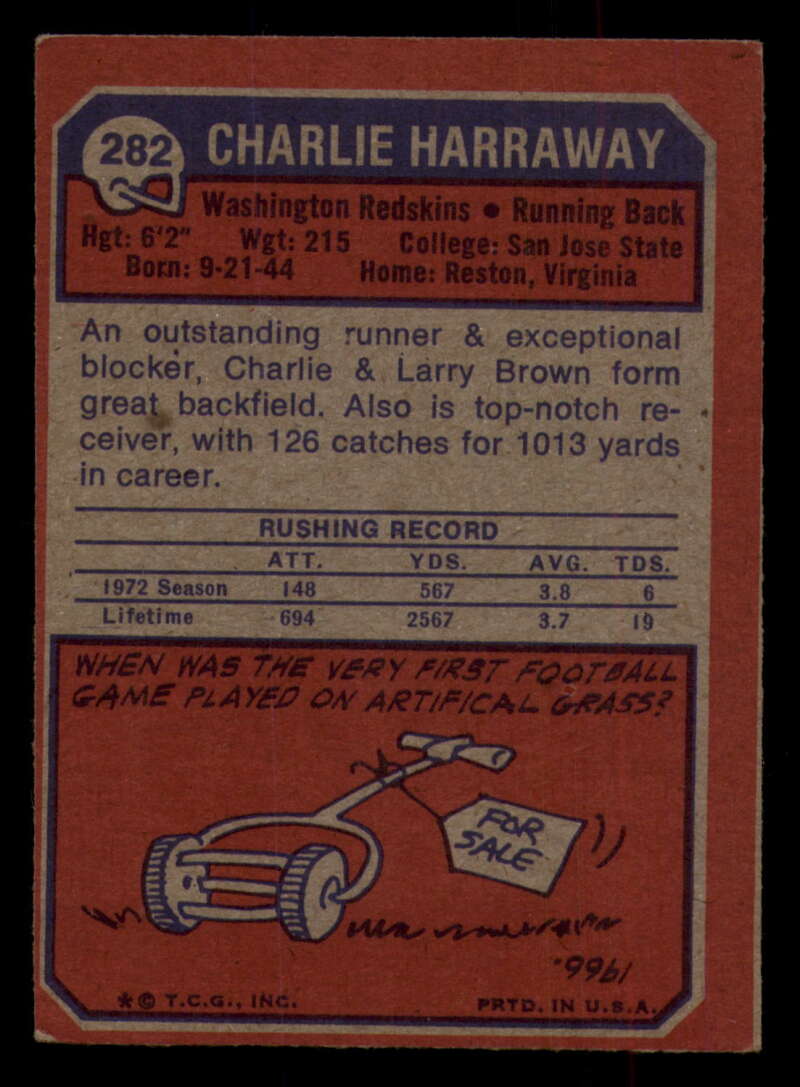 282 CHARLIE HARRAWAY
Washington Redskins • Running Back
Hgt: 6'2" Wgt: 215 College: San Jose State
Born: 9-21-44 Home: Reston, Virginia
An outstanding runner & exceptional
blocker, Charlie & Larry Brown form
great backfield. Also is top-notch re-
ceiver, with 126 catches for 1013 yards
in career.
RUSHING RECORD
ATT. YDS. AVG. TDS.
1972 Season 148 567 3.8 6
Lifetime 694 2567 3.7 19
WHEN WAS THE VERY FIRST FOOTBALL
GAME PLAYED ON ARTIFICAL GRASS?
FOR
SALE
1966.
*© T.C.G., INC. PRTD. IN U.S.A.